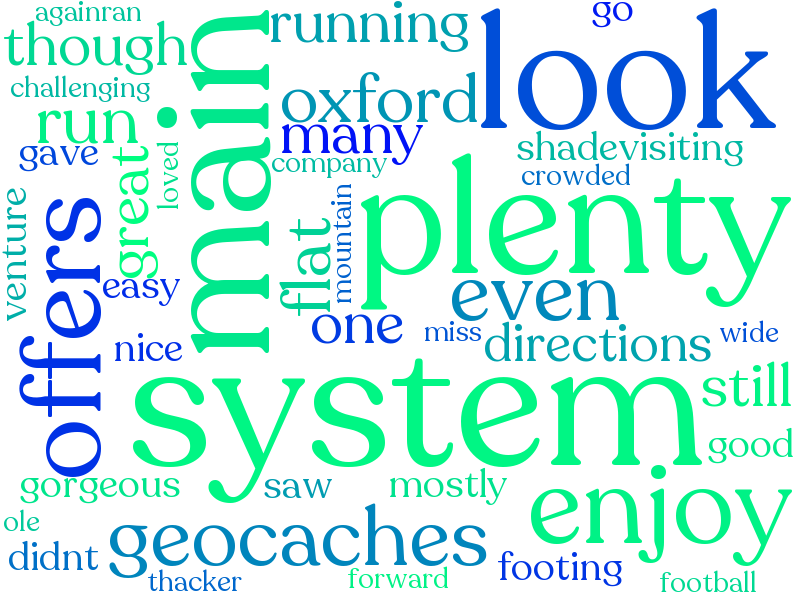 againran
though
challenging
run
gave
loved
great
venture
offers
easy
nice
main
running
go
look
oxford
many
company
shadevisiting
crowded
mountain
flat
plenty
even
one
miss
directions
wide
system
still
good
gorgeous
saw
mostly
enjoy
ole
didnt
geocaches
footing
thacker
forward
football